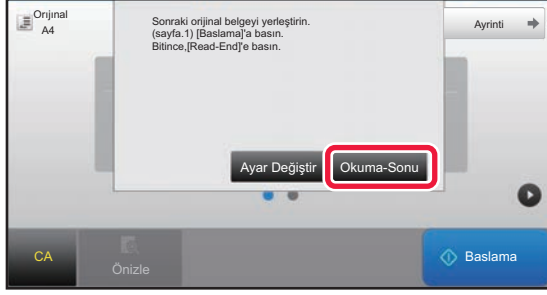 Orijinal
A4
Sonraki orijinal belgeyi yerleştirin.
(sayfa.1) [Baslama]'a basın.
Bitince,[Read-End]'e basın.
Ayrinti
Ayar Değiştir
Okuma-Sonu
CA
Önizle
Baslama